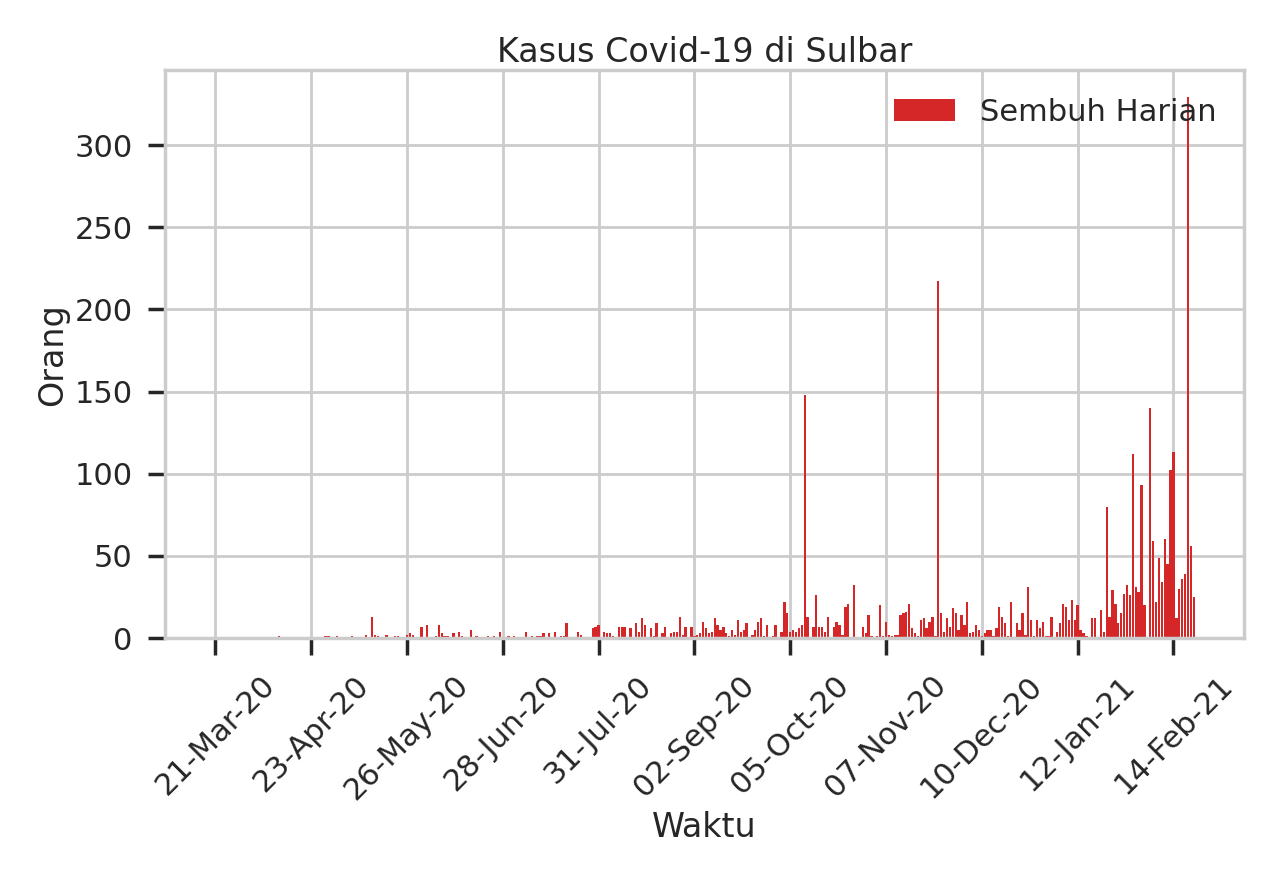 Kasus Covid-19 di Sulbar
Sembuh Harian
Orang
300
250
200
150
100
50
0
21-Mar-20
23-Apr-20
26-May-20
28-Jun-20
31-Jul-20
02-Sep-20
05-Oct-20
07-Nov-20
10-Dec-20
12-Jan-21
14-Feb-21
Waktu